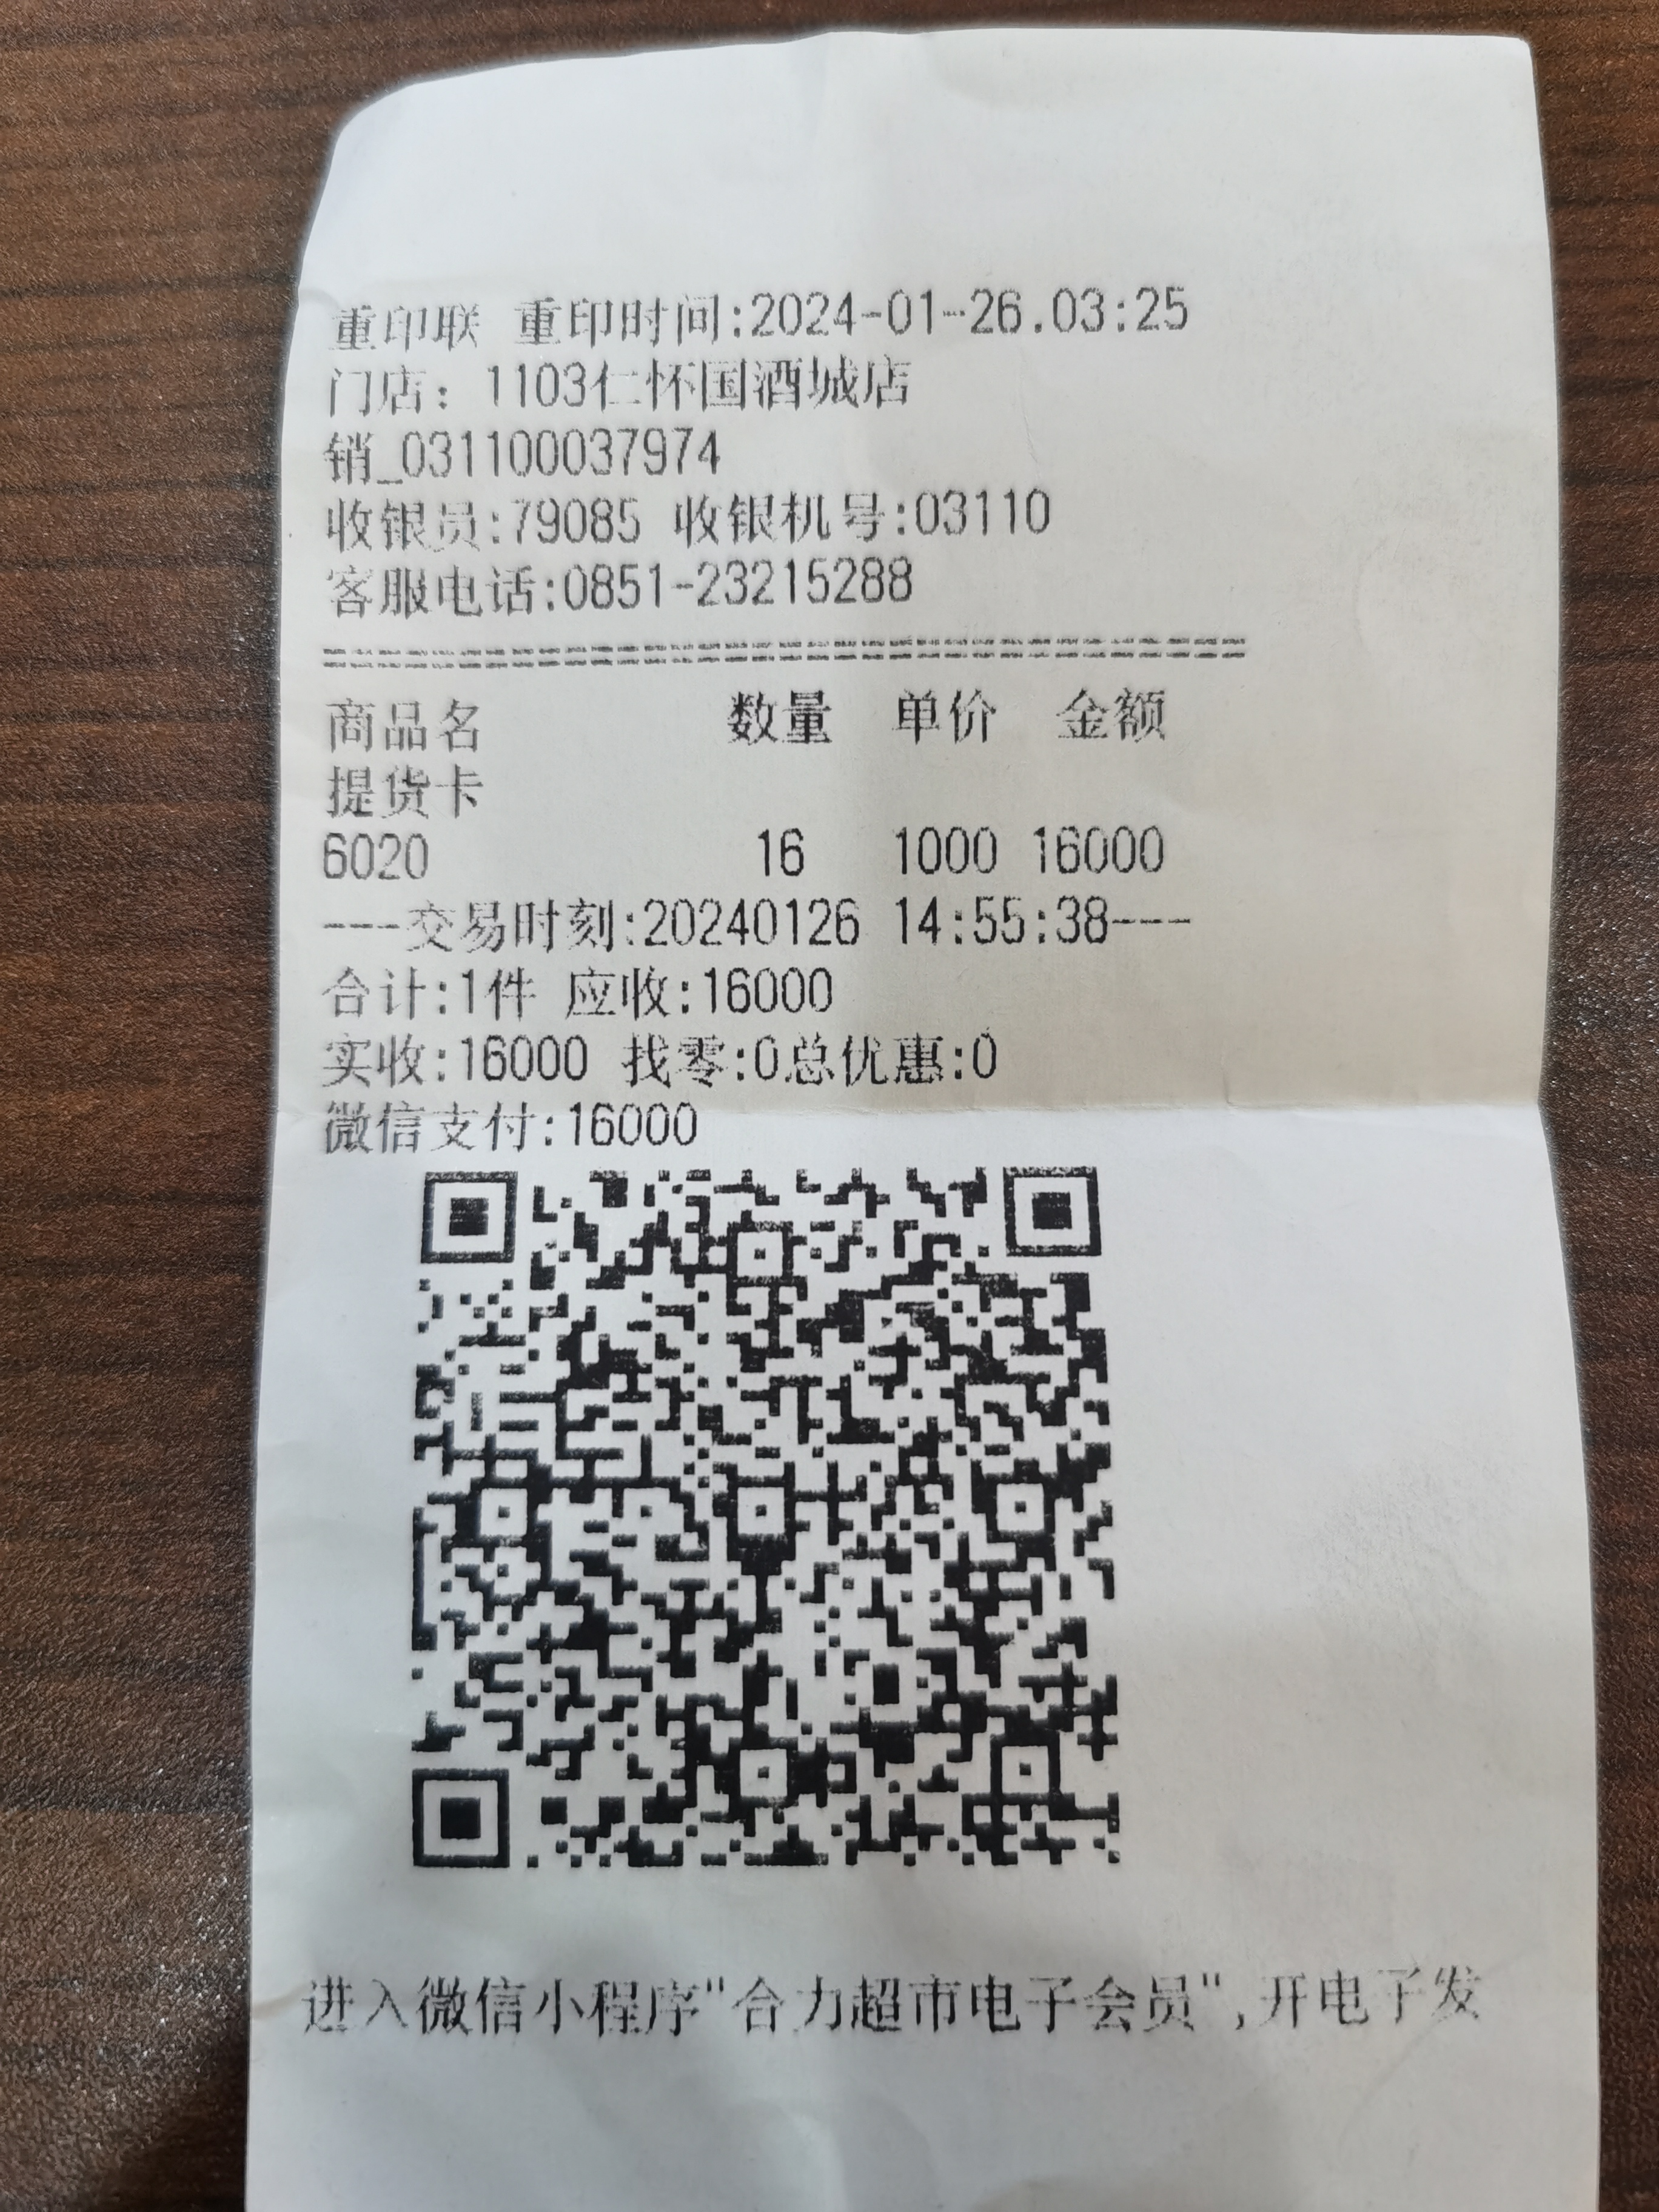 重印联 重印时间:2024-01-26.03:25
门店：1103仁怀国酒城店
销_031100037974
收银员:79085 收银机号:03110
客服电话:0851-23215288
===================================
商品名 数量 单价 金额
提货卡
6020 16 1000 16000
---交易时刻:20240126 14:55:38---
合计:1件 应收:16000
实收:16000 找零:0总优惠:0
微信支付:16000
进入微信小程序"合力超市电子会员",开电子发